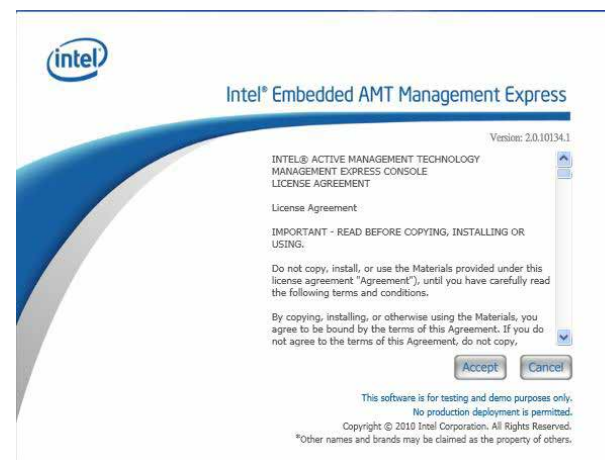 intel
Intel® Embedded AMT Management Express
Version: 2.0.10134.1
INTEL® ACTIVE MANAGEMENT TECHNOLOGY
MANAGEMENT EXPRESS CONSOLE
LICENSE AGREEMENT
License Agreement
IMPORTANT - READ BEFORE COPYING, INSTALLING OR
USING.
Do not copy, install, or use the Materials provided under this
license agreement "Agreement"), until you have carefully read
the following terms and conditions.
By copying, installing, or otherwise using the Materials, you
agree to be bound by the terms of this Agreement. If you do
not agree to the terms of this Agreement, do not copy,
Accept Cancel
This software is for testing and demo purposes only.
No production deployment is permitted.
Copyright © 2010 Intel Corporation. All Rights Reserved.
*Other names and brands may be claimed as the property of others.